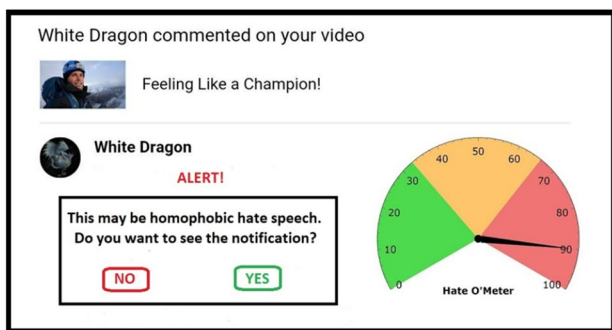 White Dragon commented on your video
Feeling Like a Champion!
White Dragon
ALERT!
This may be homophobic hate speech.
Do you want to see the notification?
NO
YES
0
10
20
30
40
50
60
70
80
90
100
Hate O'Meter